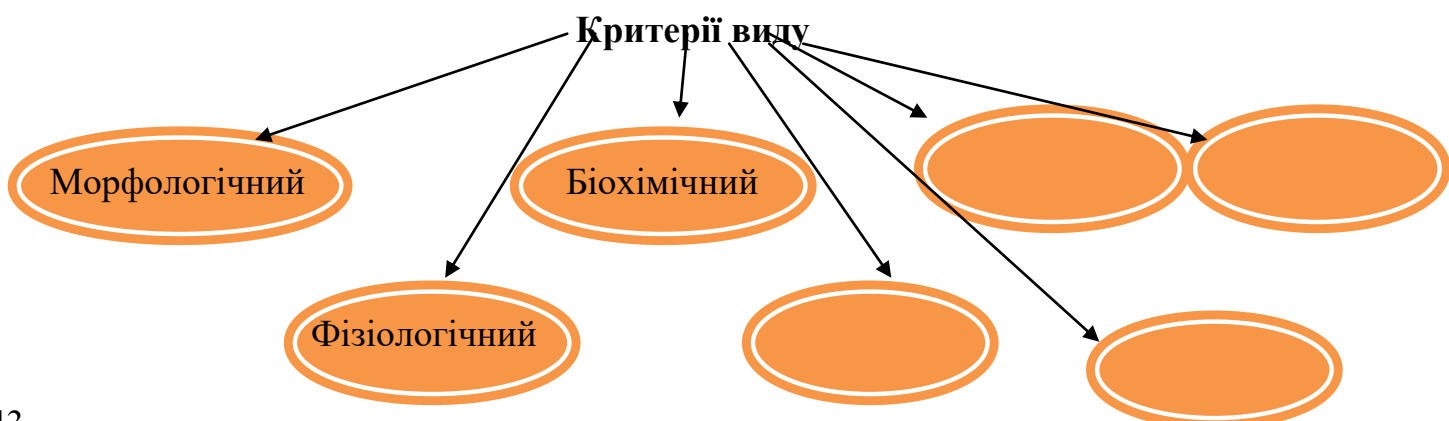 Критерії виду
Морфологічний
Біохімічний
Фізіологічний